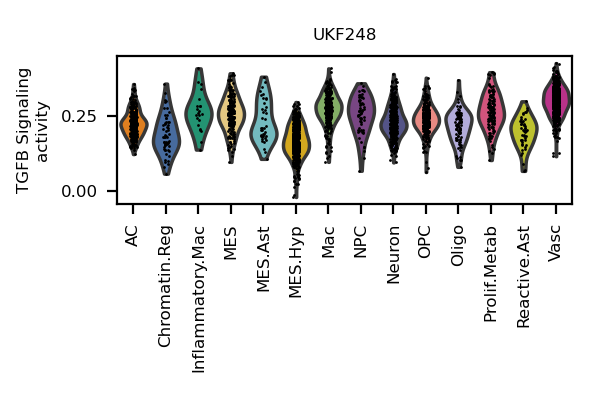 UKF248
TGFB Signaling
activity
0.25
0.00
AC
Chromatin.Reg
Inflammatory.Mac
MES
MES.Ast
MES.Hyp
Mac
NPC
Neuron
OPC
Oligo
Prolif.Metab
Reactive.Ast
Vasc